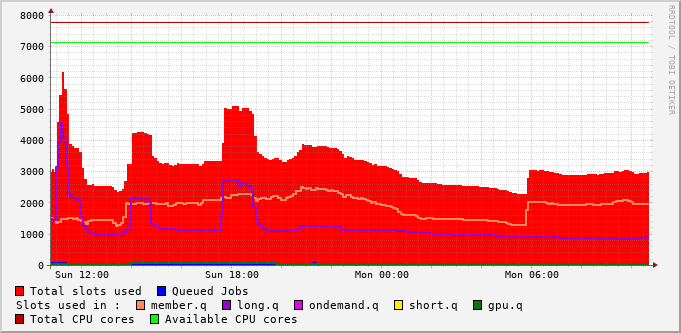 8000
7000
6000
5000
4000
3000
2000
1000
0
Sun 12:00 Sun 18:00 Mon 00:00 Mon 06:00
RRDTOOL / TOBI OETIKER
Total slots used Queued Jobs
Slots used in : member.q long.q ondemand.q short.q gpu.q
Total CPU cores Available CPU cores